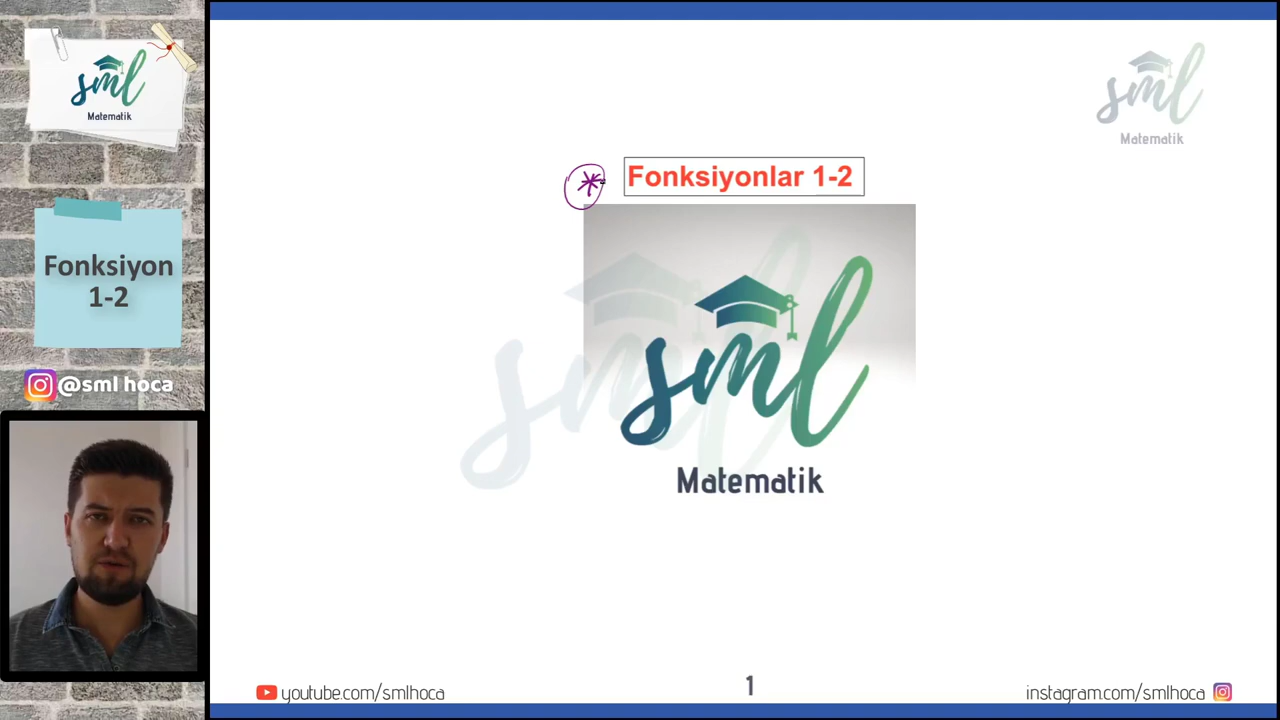 sml
Matematik
Fonksiyon
1-2
@sml hoca
sml
Matematik
* Fonksiyonlar 1-2
sml
sml
Matematik
youtube.com/smlhoca
1
instagram.com/smlhoca